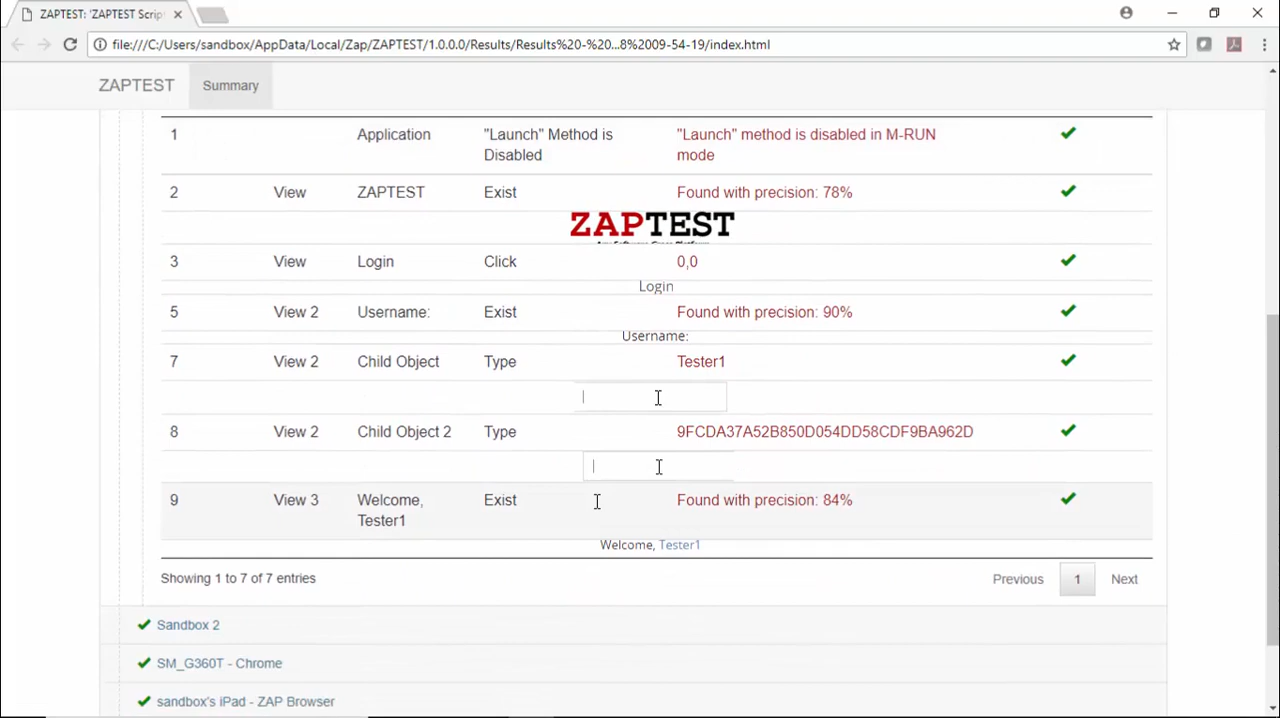 ZAPTEST: 'ZAPTEST Scrip
file:///C:/Users/sandbox/AppData/Local/Zap/ZAPTEST/1.0.0.0/Results/Results%20-%20...8%2009-54-19/index.html
ZAPTEST Summary
1 Application "Launch" Method is Disabled "Launch" method is disabled in M-RUN mode
2 View ZAPTEST Exist Found with precision: 78%
ZAPTEST
3 View Login Click 0,0
Login
5 View 2 Username: Exist Found with precision: 90%
Username:
7 View 2 Child Object Type Tester1
8 View 2 Child Object 2 Type 9FCDA37A52B850D054DD58CDF9BA962D
9 View 3 Welcome, Tester1 Exist Found with precision: 84%
Welcome, Tester1
Showing 1 to 7 of 7 entries Previous 1 Next
Sandbox 2
SM_G360T - Chrome
sandbox's iPad - ZAP Browser